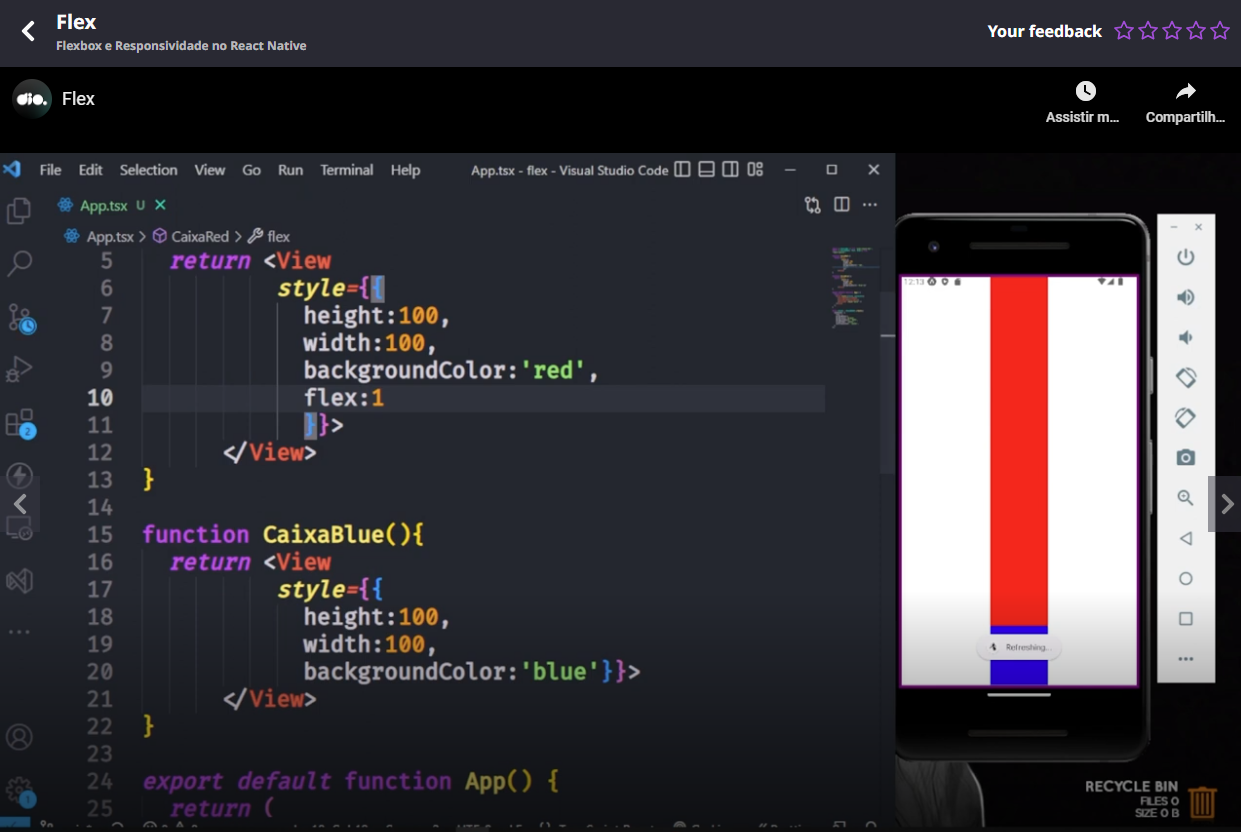 Flex
Flexbox e Responsividade no React Native
Your feedback
dio.
Flex
Assistir m...
Compartilh...
File Edit Selection View Go Run Terminal Help
App.tsx - flex - Visual Studio Code
App.tsx U
App.tsx > CaixaRed > flex
5 return <View
6 style={{
7 height:100,
8 width:100,
9 backgroundColor:'red',
10 flex:1
11 }}>
12 </View>
13 }
14
15 function CaixaBlue(){
16 return <View
17 style={{
18 height:100,
19 width:100,
20 backgroundColor:'blue'}}>
21 </View>
22 }
23
24 export default function App() {
25 return (
2
1
12:13
Refreshing...
RECYCLE BIN
FILES 0
SIZE 0 B